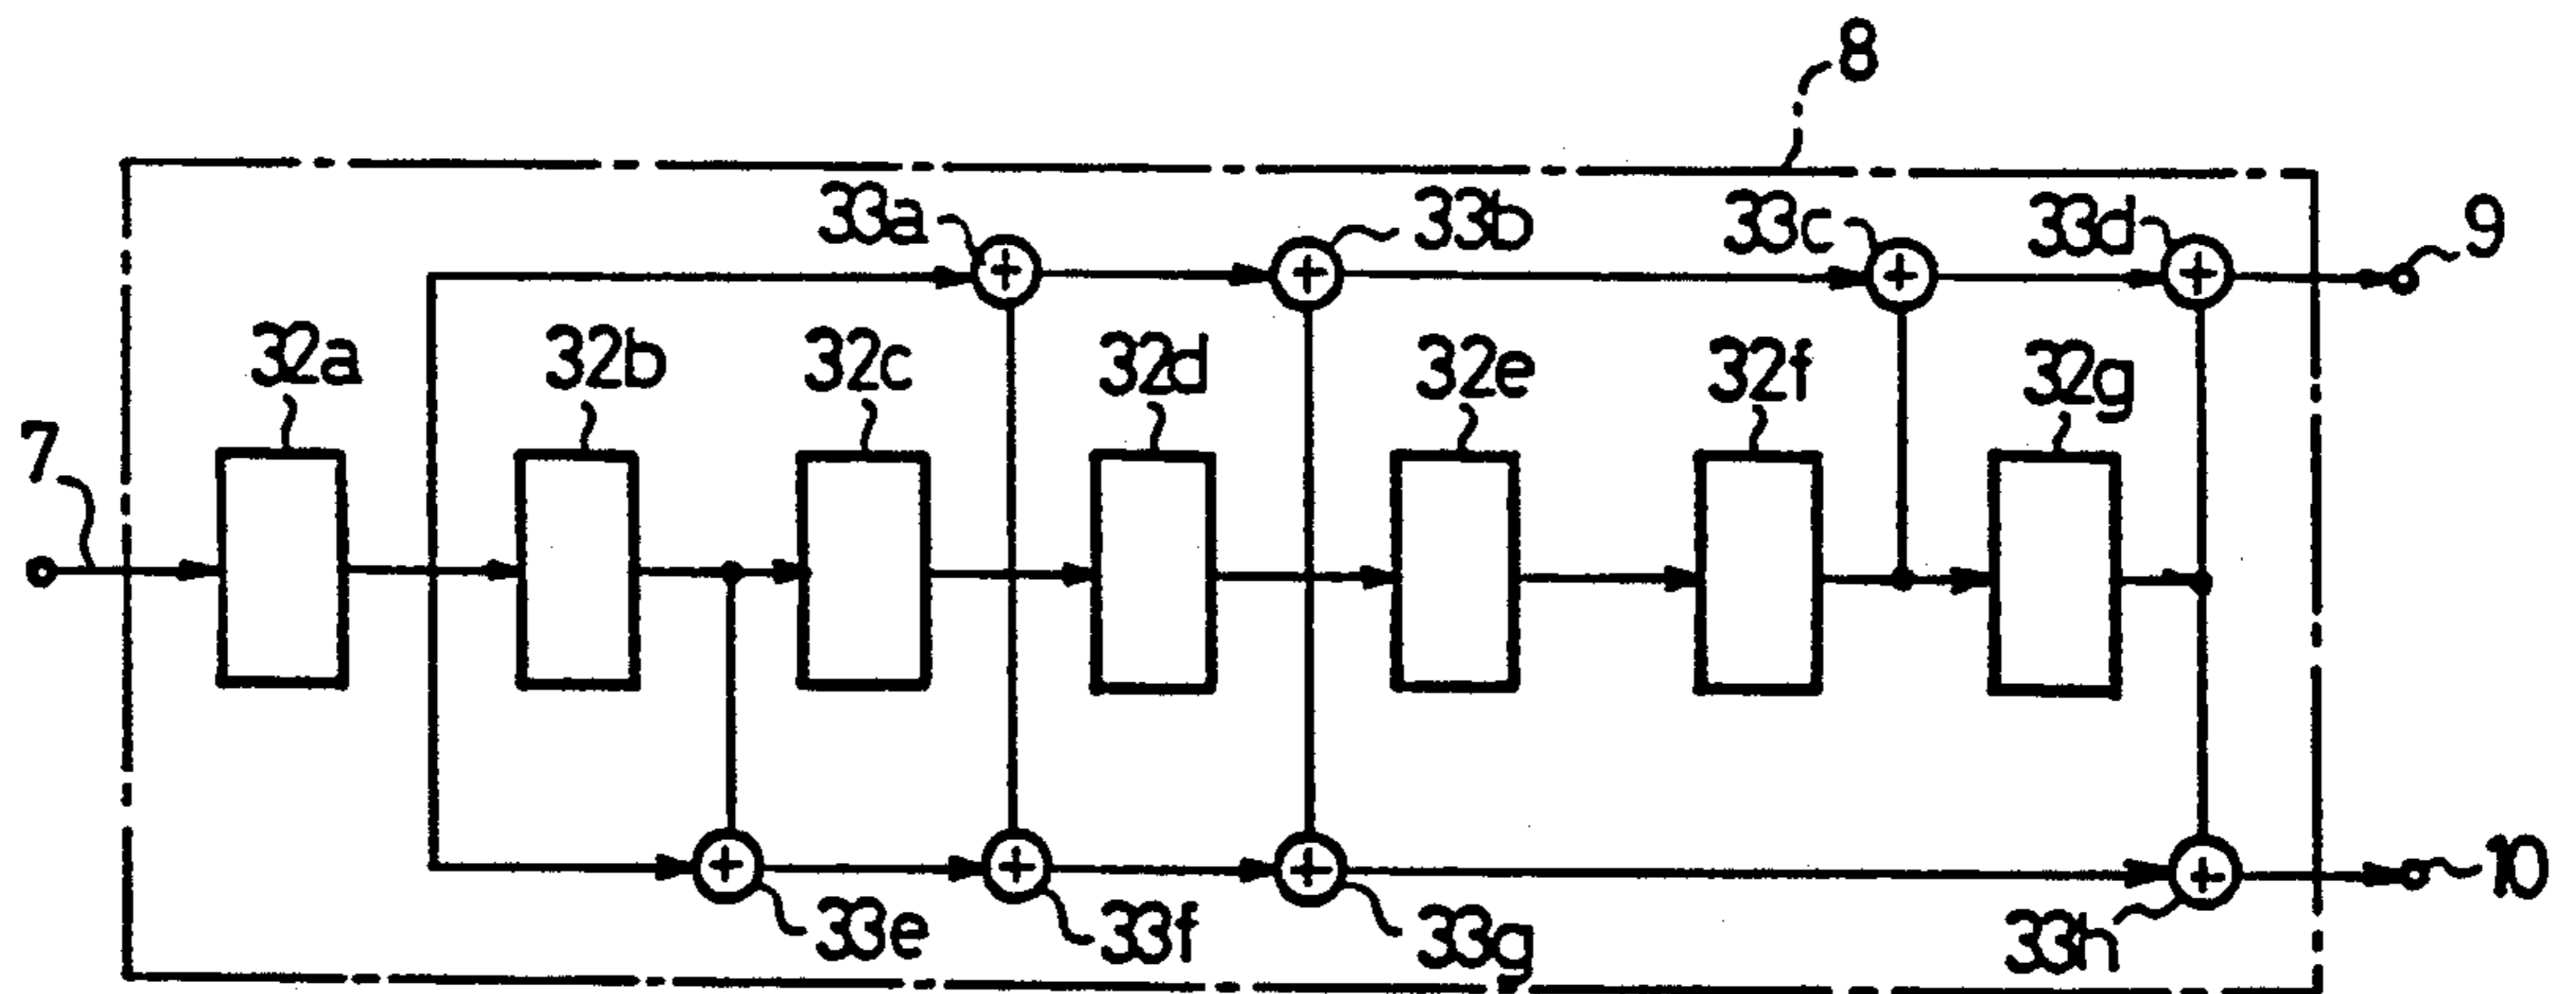 8
33a 33b 33c 33d 9
32a 32b 32c 32d 32e 32f 32g
7
+ + + +
+ + + +
10
33e 33f 33g 33h